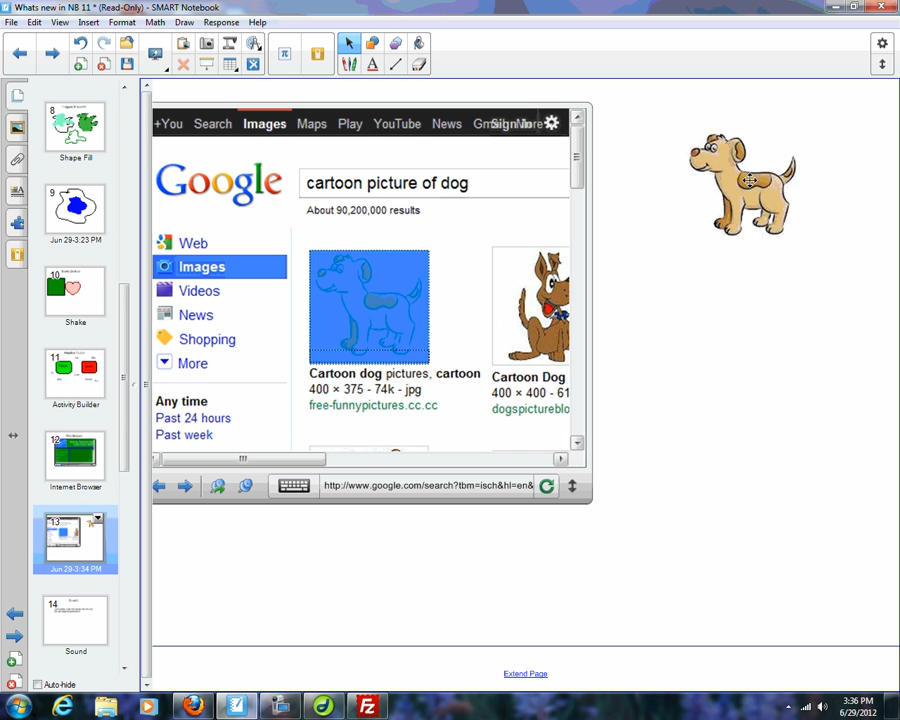 Whats new in NB 11 * (Read-Only) - SMART Notebook
File Edit View Insert Format Math Draw Response Help
8
Shape Fill
9
Jun 29-3:23 PM
10
Shake
11
Activity Builder
12
Internet Browser
13
Jun 29-3:34 PM
14
Sound
Auto-hide
+You Search Images Maps Play YouTube News
Google
cartoon picture of dog
About 90,200,000 results
Web
Images
Videos
News
Shopping
More
Any time
Past 24 hours
Past week
Cartoon dog pictures, cartoon
400 × 375 - 74k - jpg
free-funnypictures.cc.cc
Cartoon Dog
400 × 400 - 61
dogspictureblo
http://www.google.com/search?tbm=isch&hl=en&
Extend Page
3:36 PM
6/29/2012